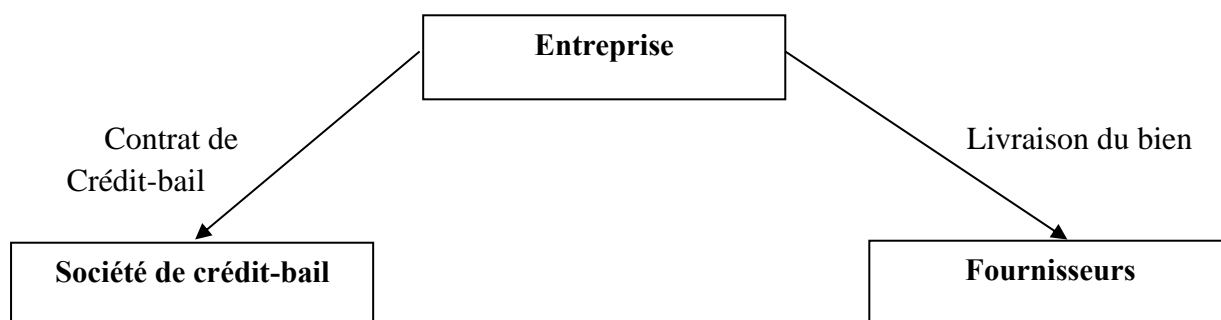 Entreprise
Contrat de
Crédit-bail
Livraison du bien
Société de crédit-bail
Fournisseurs